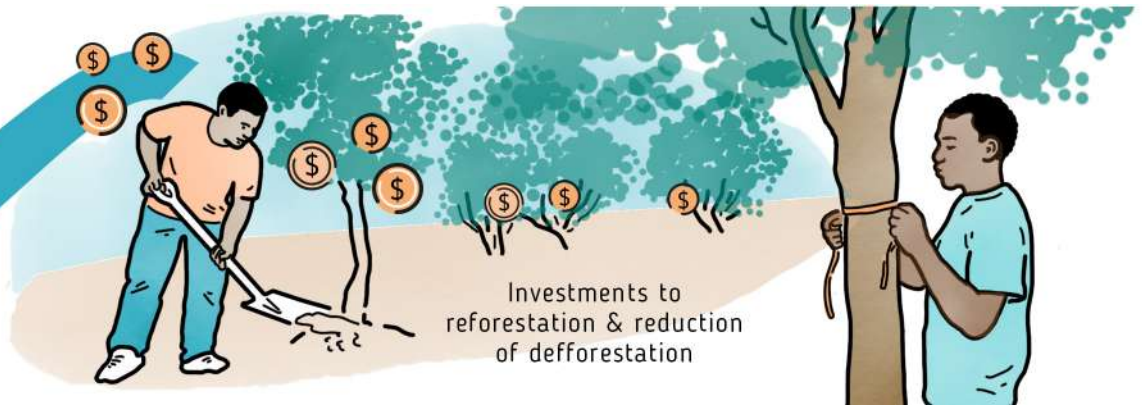 $ $
$
$
$
$
$ $ $
Investments to
reforestation & reduction
of defforestation